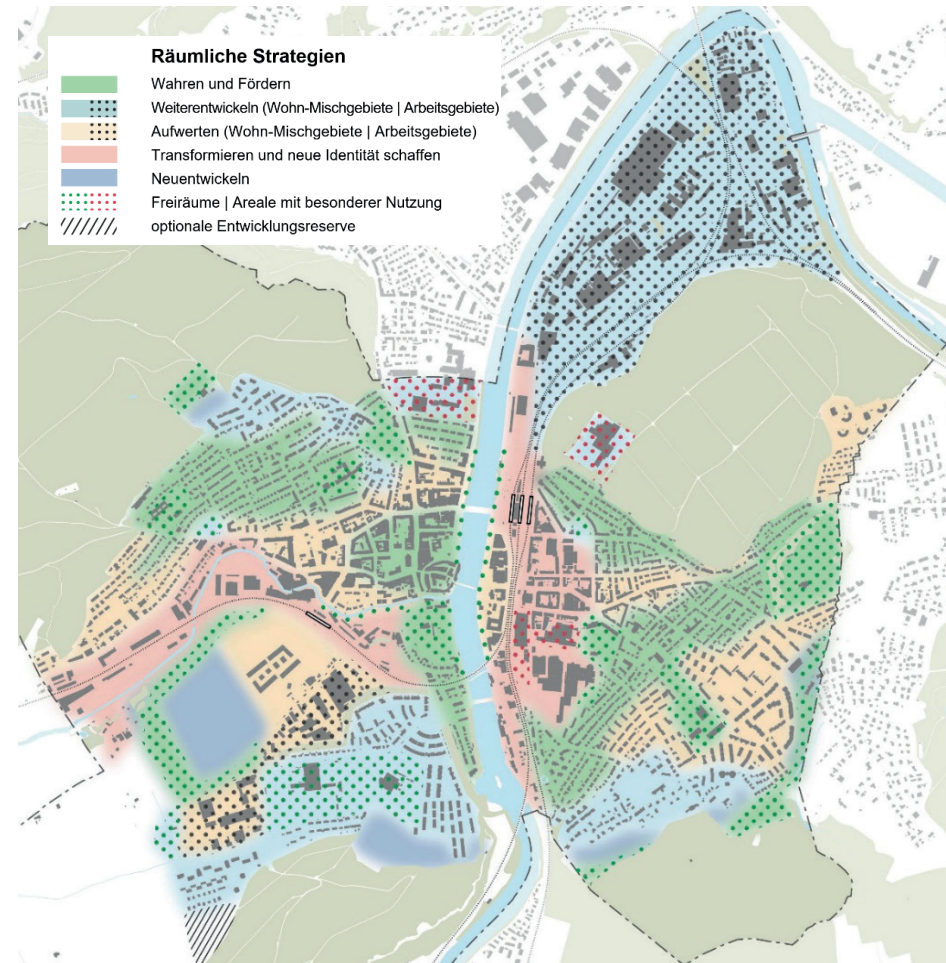 Räumliche Strategien
Wahren und Fördern
Weiterentwickeln (Wohn-Mischgebiete | Arbeitsgebiete)
Aufwerten (Wohn-Mischgebiete | Arbeitsgebiete)
Transformieren und neue Identität schaffen
Neuentwickeln
Freiräume | Areale mit besonderer Nutzung
optionale Entwicklungsreserve